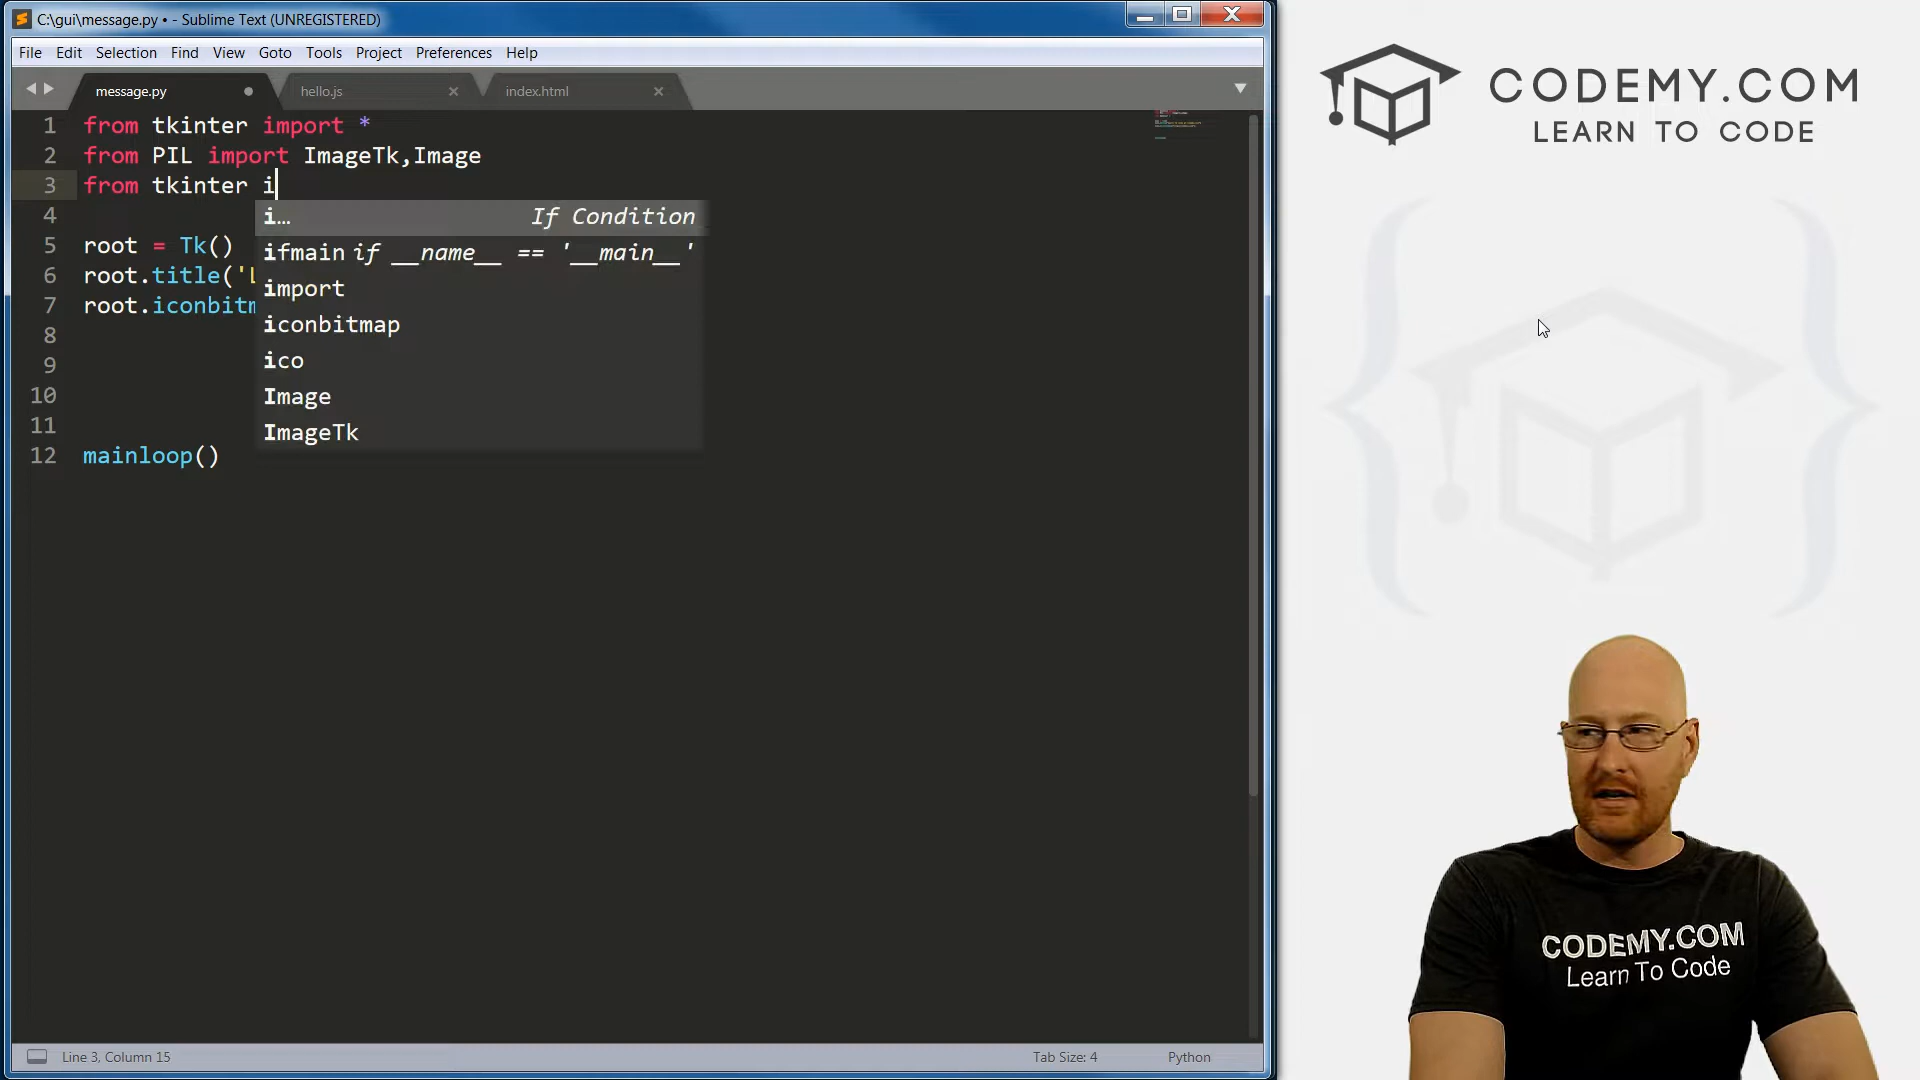 C:\gui\message.py • - Sublime Text (UNREGISTERED)
File Edit Selection Find View Goto Tools Project Preferences Help
message.py hello.js index.html
1 from tkinter import *
2 from PIL import ImageTk,Image
3 from tkinter i
4
5 root = Tk()
6 root.title('
7 root.iconbitm
8
9
10
11
12 mainloop()
i… If Condition
ifmain if __name__ == '__main__'
import
iconbitmap
ico
Image
ImageTk
Line 3, Column 15 Tab Size: 4 Python
CODEMY.COM
LEARN TO CODE
CODEMY.COM
Learn To Code